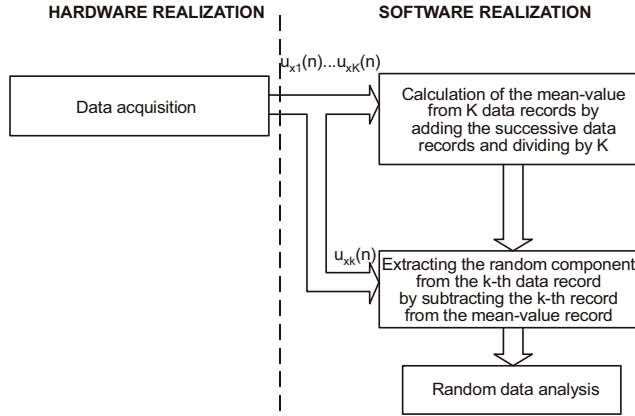 HARDWARE REALIZATION
SOFTWARE REALIZATION
ux1(n)...uxK(n)
Data acquisition
Calculation of the mean-value
from K data records by
adding the successive data
records and dividing by K
uxk(n)
Extracting the random component
from the k-th data record
by subtracting the k-th record
from the mean-value record
Random data analysis